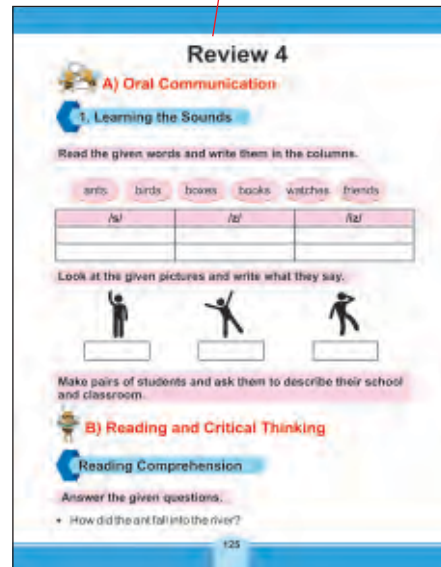 Review 4
A) Oral Communication
1. Learning the Sounds
Read the given words and write them in the columns.
ants birds boxes books watches friends
/s/ /z/ /iz/
Look at the given pictures and write what they say.
Make pairs of students and ask them to describe their school
and classroom.
B) Reading and Critical Thinking
Reading Comprehension
Answer the given questions.
• How did the ant fall into the river?
125